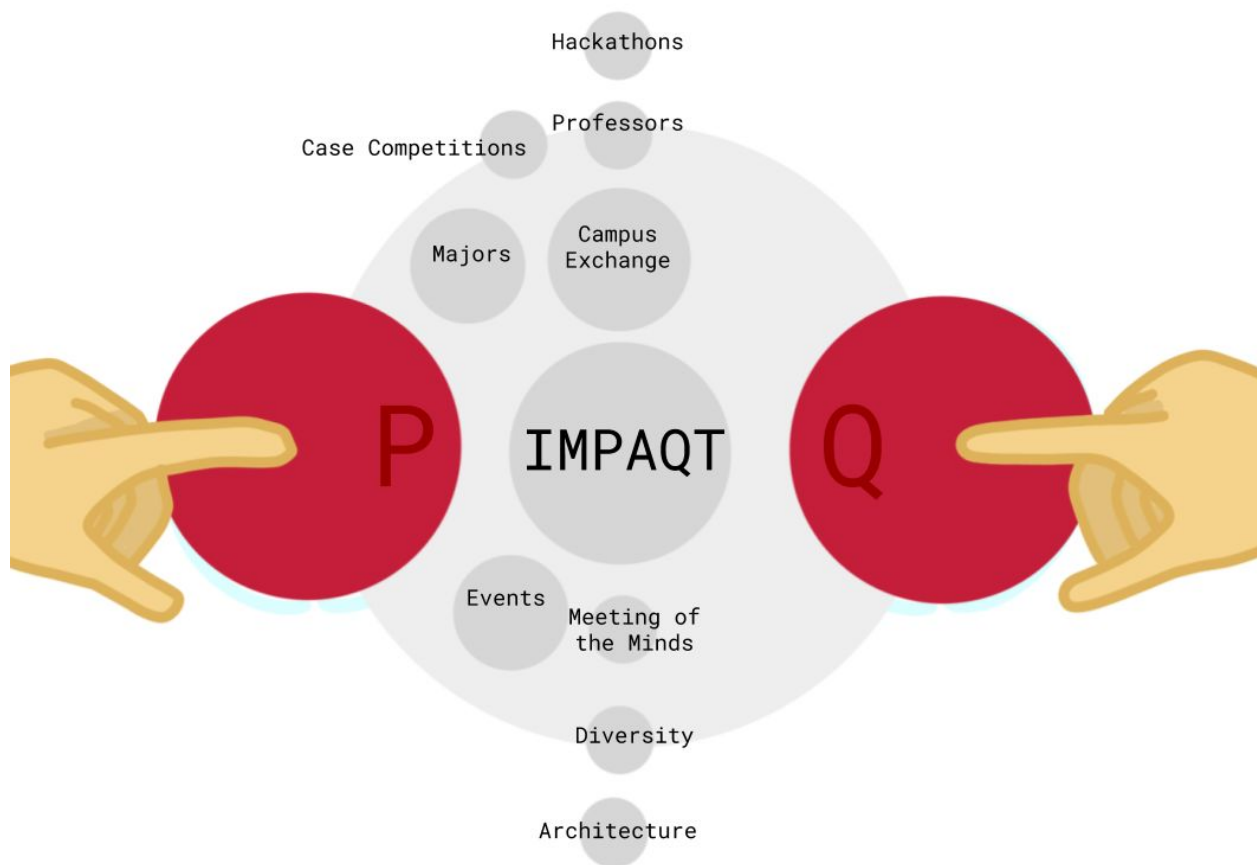 Hackathons
Professors
Case Competitions
Campus
Exchange
Majors
P
IMPAQT
Q
Events
Meeting of
the Minds
Diversity
Architecture